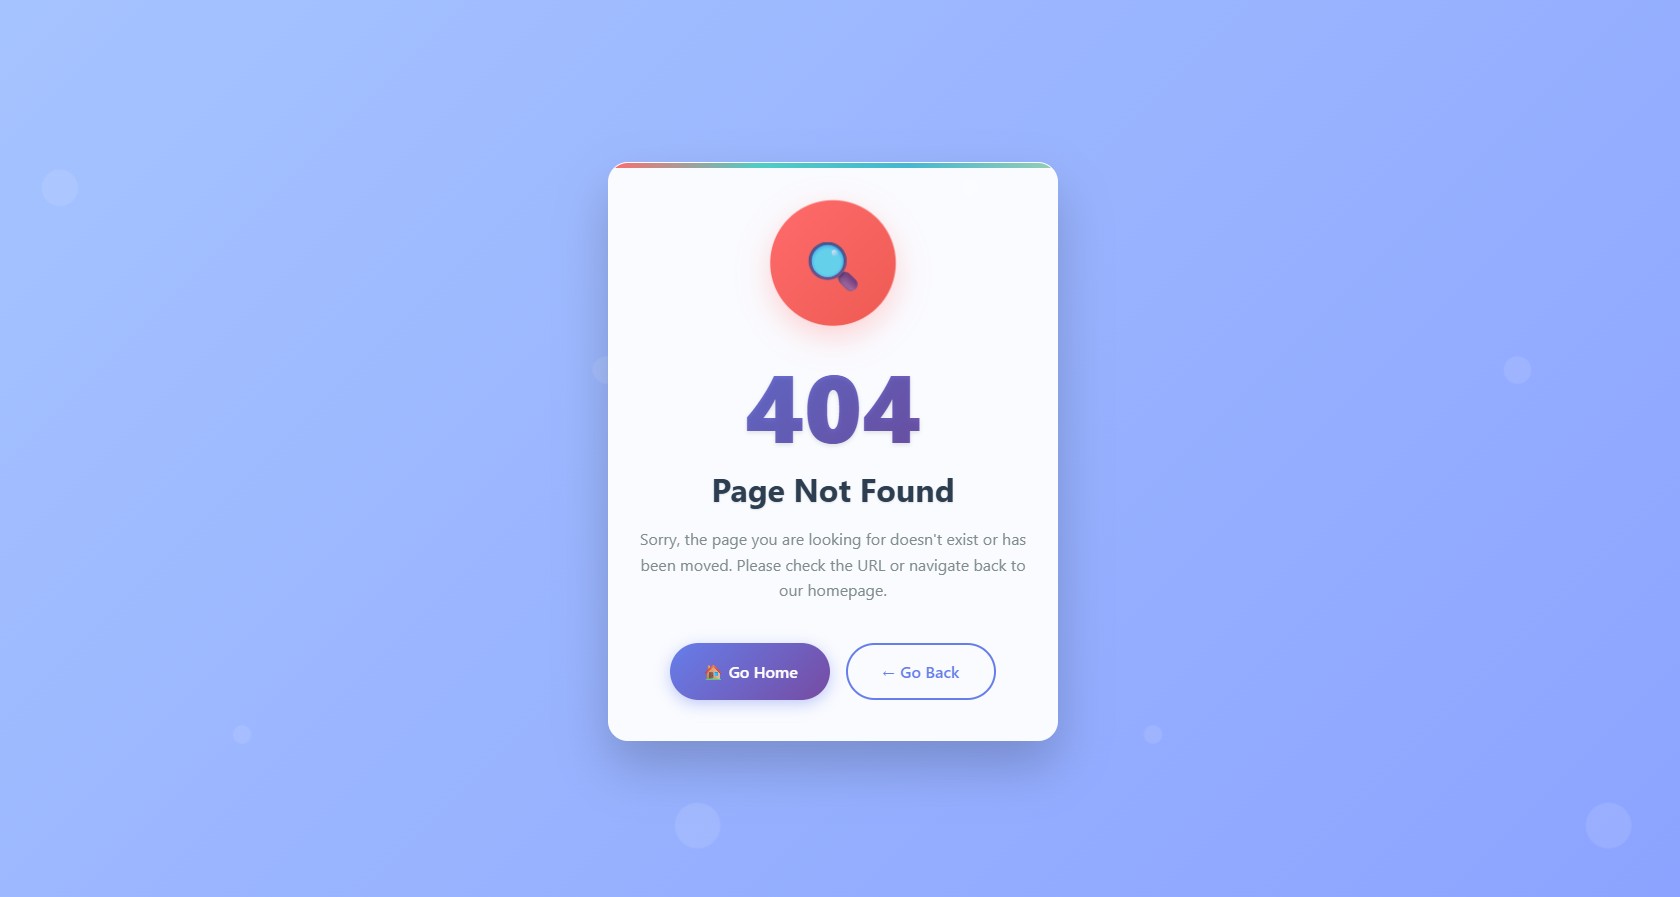 404
Page Not Found
Sorry, the page you are looking for doesn't exist or has
been moved. Please check the URL or navigate back to
our homepage.
🏠 Go Home
← Go Back